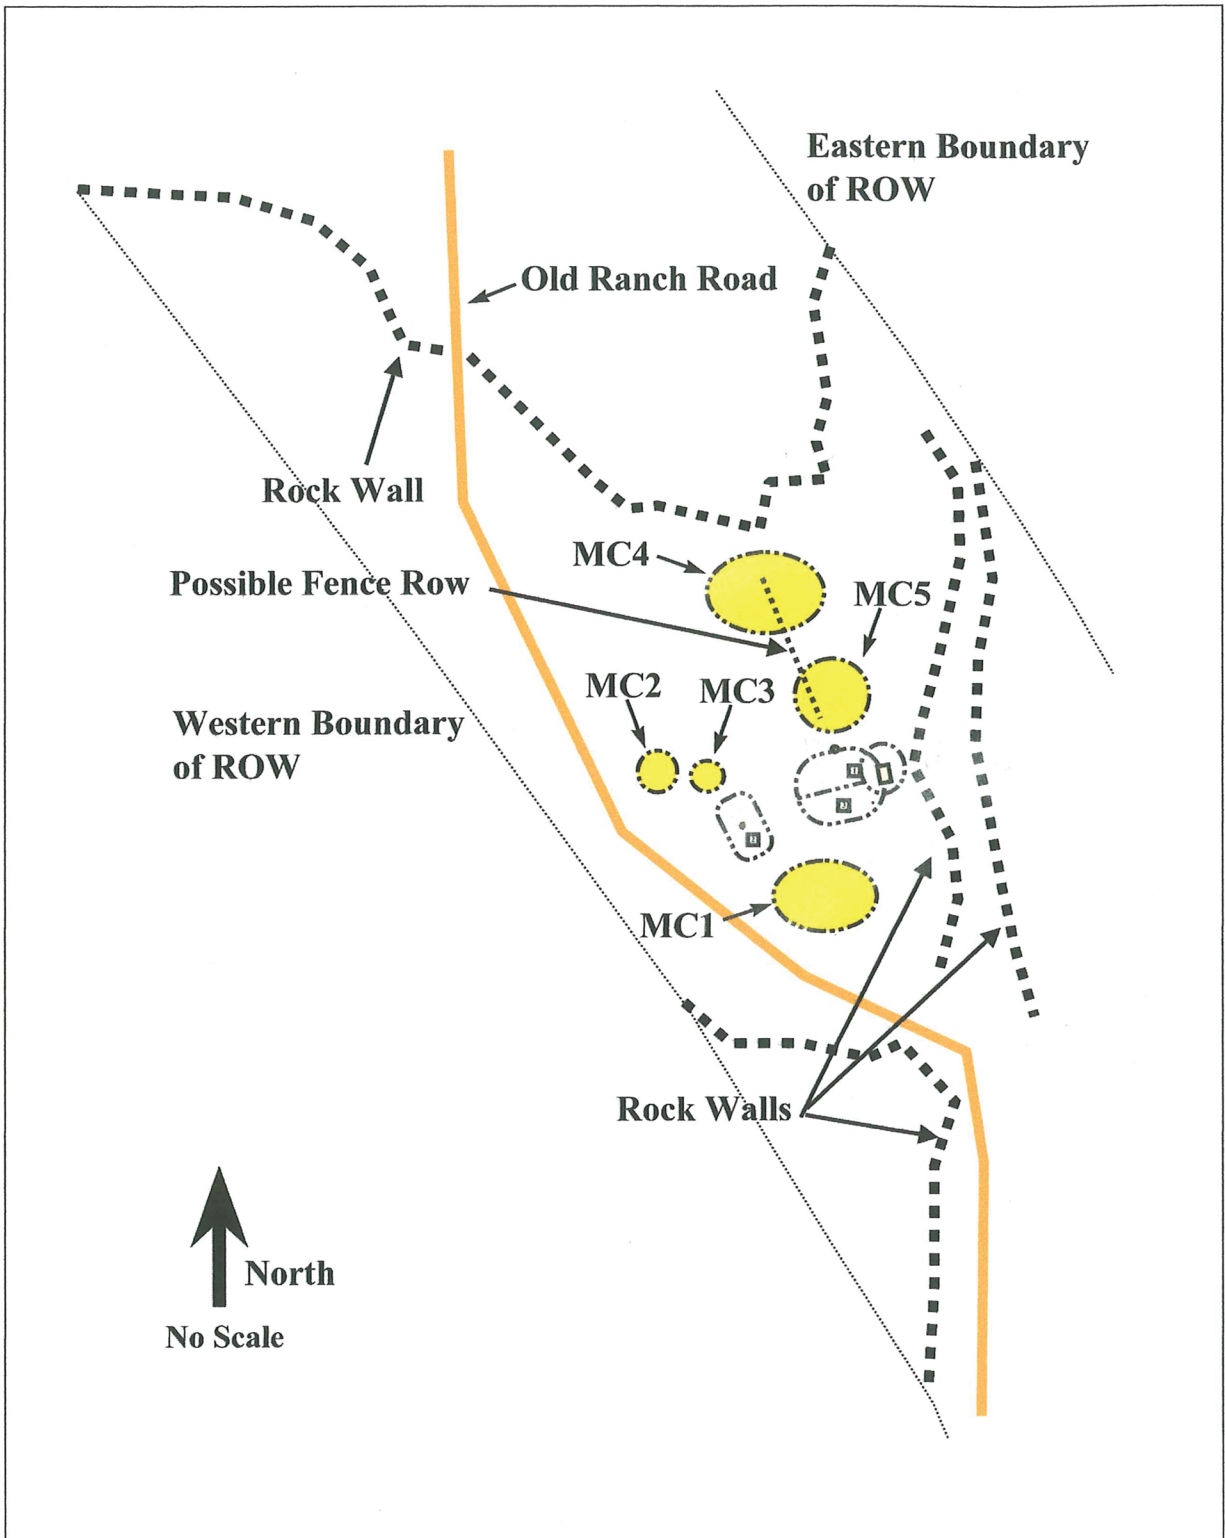 Eastern Boundary
of ROW
Old Ranch Road
Rock Wall
MC4
Possible Fence Row
MC5
MC2
MC3
Western Boundary
of ROW
MC1
Rock Walls
North
No Scale